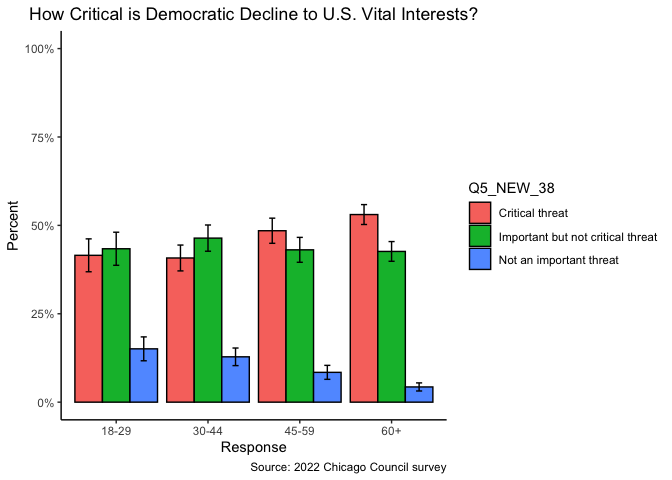 How Critical is Democratic Decline to U.S. Vital Interests?
100%
75%
50%
25%
0%
Percent
18-29
30-44
45-59
60+
Response
Source: 2022 Chicago Council survey
Q5_NEW_38
Critical threat
Important but not critical threat
Not an important threat